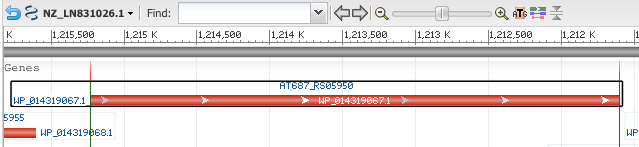 NZ_LN831026.1 Find:
K 1,215,500 1,215 K 1,214,500 1,214 K 1,213,500 1,213 K 1,212,500 1,212 K
Genes
AT687_RS05950
WP_014319067.1 WP_014319067.1
5955
WP_014319068.1 WP